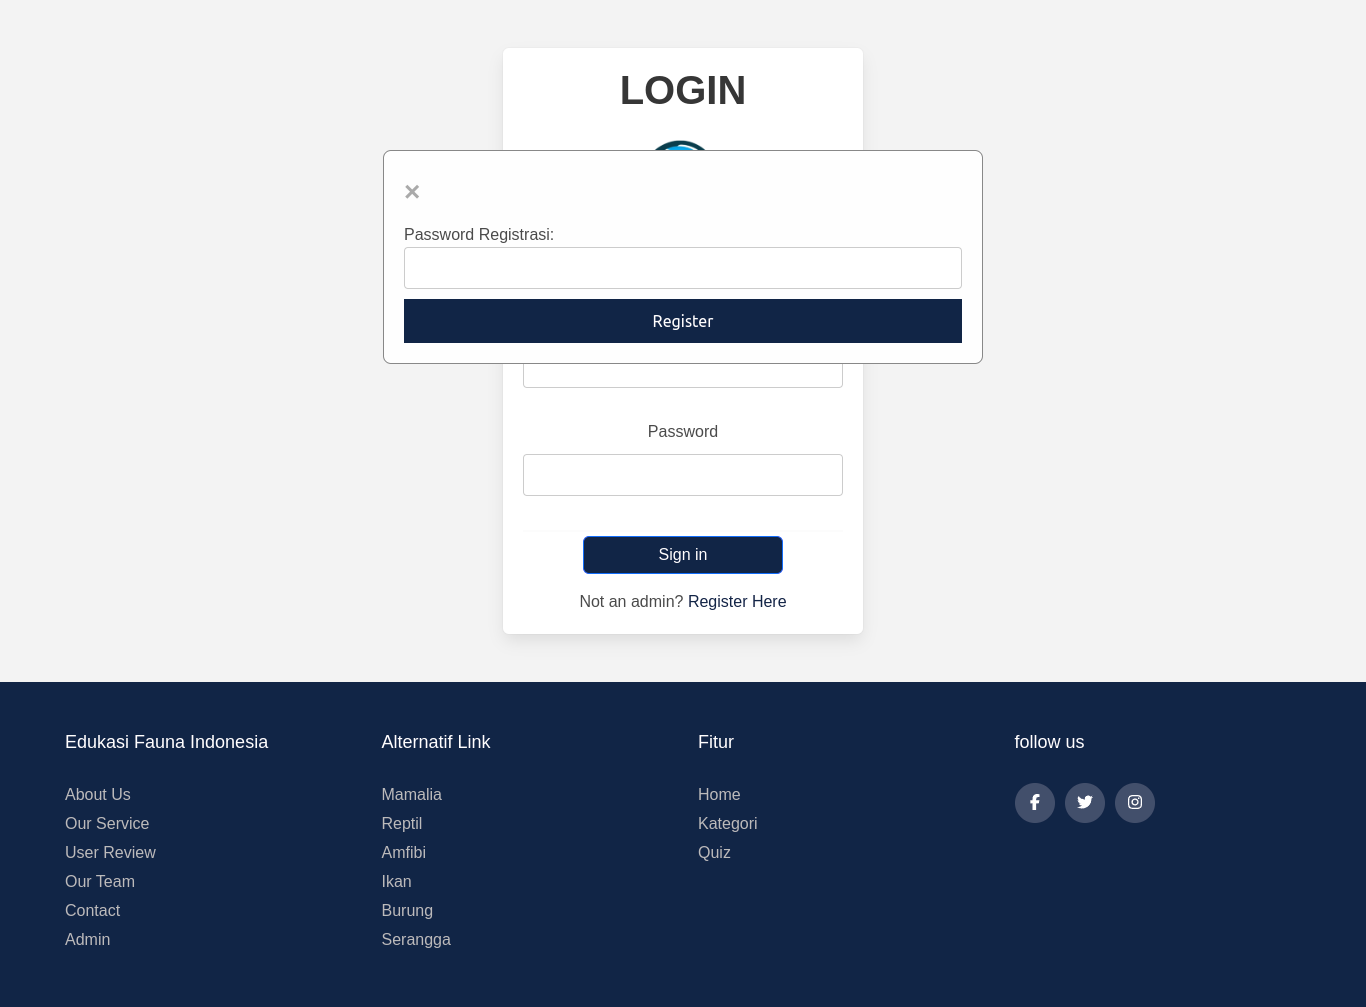 LOGIN
×
Password Registrasi:
Register
Password
Sign in
Not an admin? Register Here
Edukasi Fauna Indonesia
About Us
Our Service
User Review
Our Team
Contact
Admin
Alternatif Link
Mamalia
Reptil
Amfibi
Ikan
Burung
Serangga
Fitur
Home
Kategori
Quiz
follow us